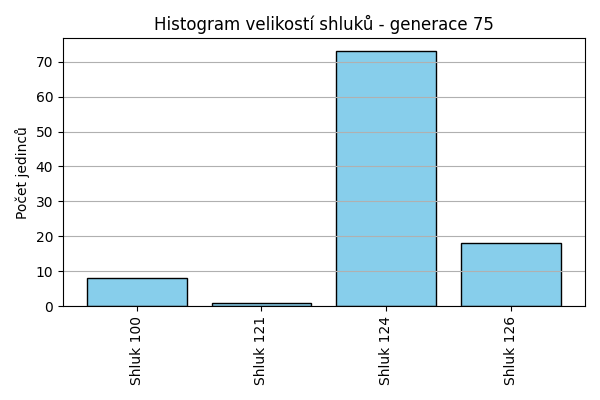 Histogram velikostí shluků - generace 75
Počet jedinců
70
60
50
40
30
20
10
0
Shluk 100
Shluk 121
Shluk 124
Shluk 126